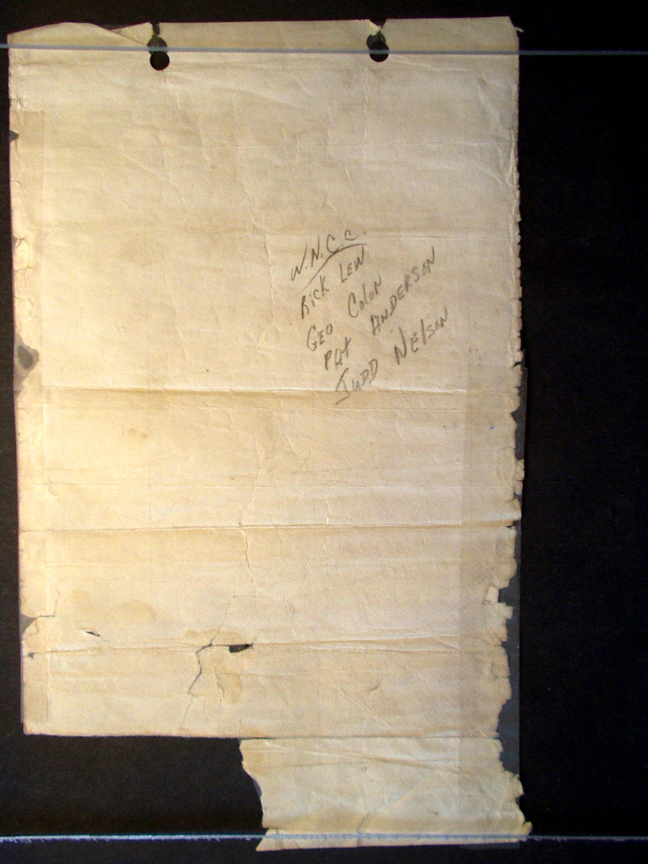 W.N.C.C.
RicK LEW
GEO Colon
PAt ANDERSON
JuDD NElson